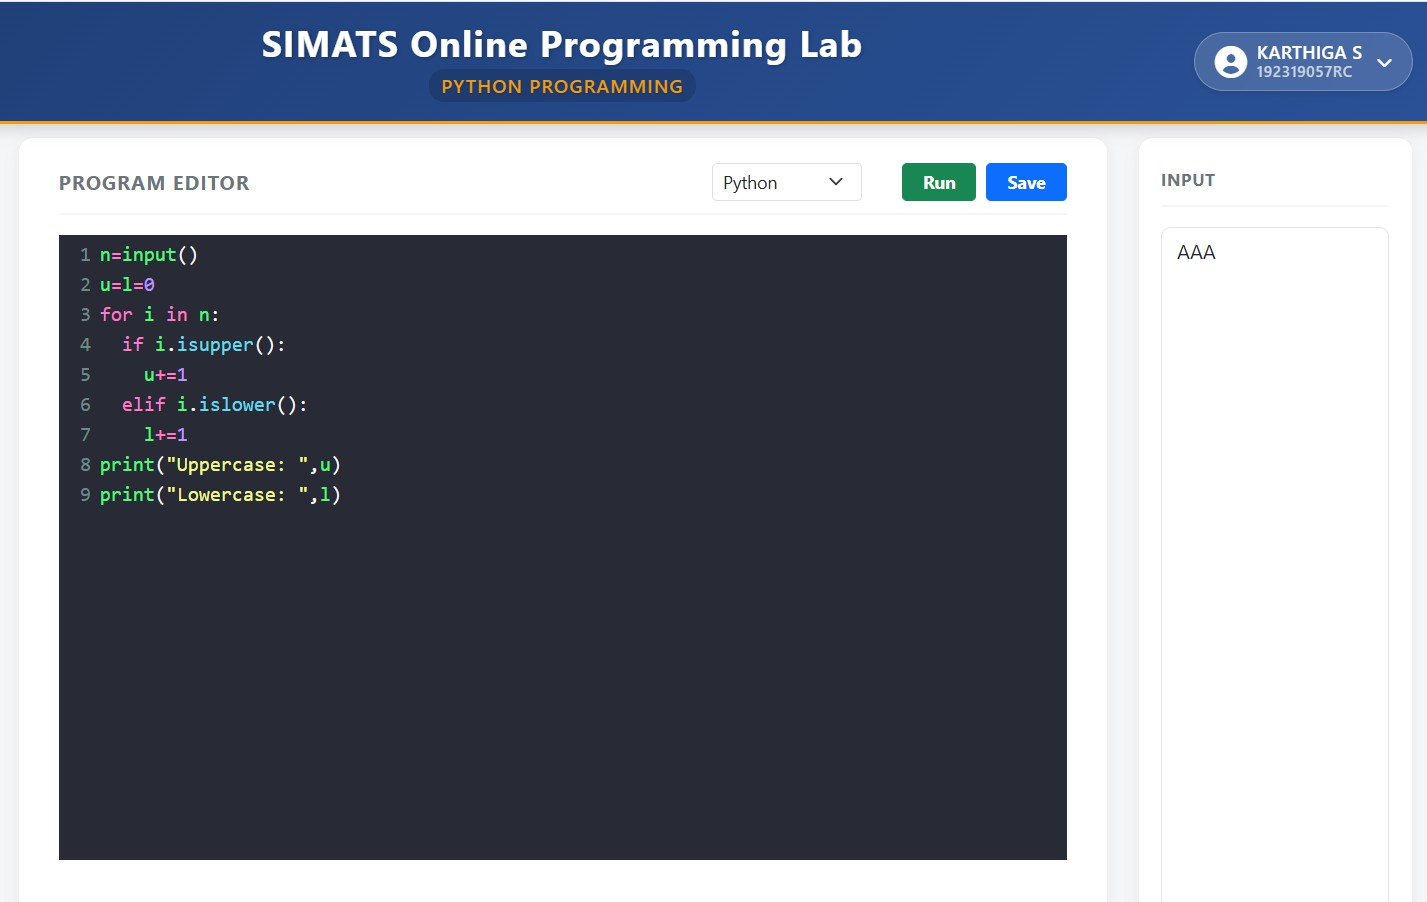 SIMATS Online Programming Lab
PYTHON PROGRAMMING
KARTHIGA S
192319057RC
PROGRAM EDITOR
Python
Run
Save
1 n=input()
2 u=l=0
3 for i in n:
4   if i.isupper():
5     u+=1
6   elif i.islower():
7     l+=1
8 print("Uppercase: ",u)
9 print("Lowercase: ",l)
INPUT
AAA